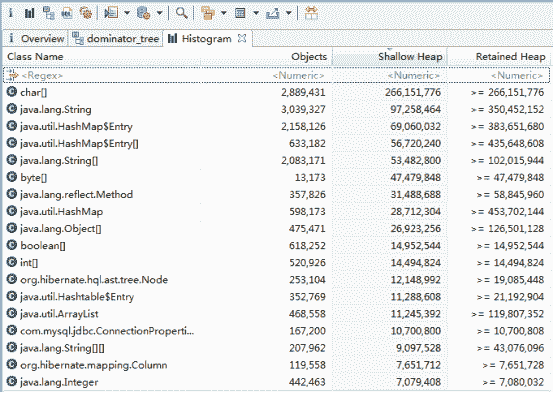 Overview dominator_tree Histogram
Class Name Objects Shallow Heap Retained Heap
<Regex> <Numeric> <Numeric> <Numeric>
char[] 2,889,431 266,151,776 >= 266,151,776
java.lang.String 3,039,327 97,258,464 >= 350,452,152
java.util.HashMap$Entry 2,158,126 69,060,032 >= 383,651,680
java.util.HashMap$Entry[] 633,182 56,720,240 >= 435,648,608
java.lang.String[] 2,083,171 53,482,800 >= 102,015,944
byte[] 13,173 47,479,848 >= 47,479,848
java.lang.reflect.Method 357,826 31,488,688 >= 58,845,960
java.util.HashMap 598,173 28,712,304 >= 453,702,144
java.lang.Object[] 475,471 26,923,256 >= 126,501,128
boolean[] 618,252 14,952,544 >= 14,952,544
int[] 520,926 14,494,824 >= 14,494,824
org.hibernate.hql.ast.tree.Node 253,104 12,148,992 >= 19,085,448
java.util.Hashtable$Entry 352,769 11,288,608 >= 21,192,904
java.util.ArrayList 468,558 11,245,392 >= 119,807,352
com.mysql.jdbc.ConnectionProperti... 167,200 10,700,800 >= 10,700,808
java.lang.String[][] 207,962 9,097,528 >= 43,076,096
org.hibernate.mapping.Column 119,558 7,651,712 >= 7,651,728
java.lang.Integer 442,463 7,079,408 >= 7,080,032